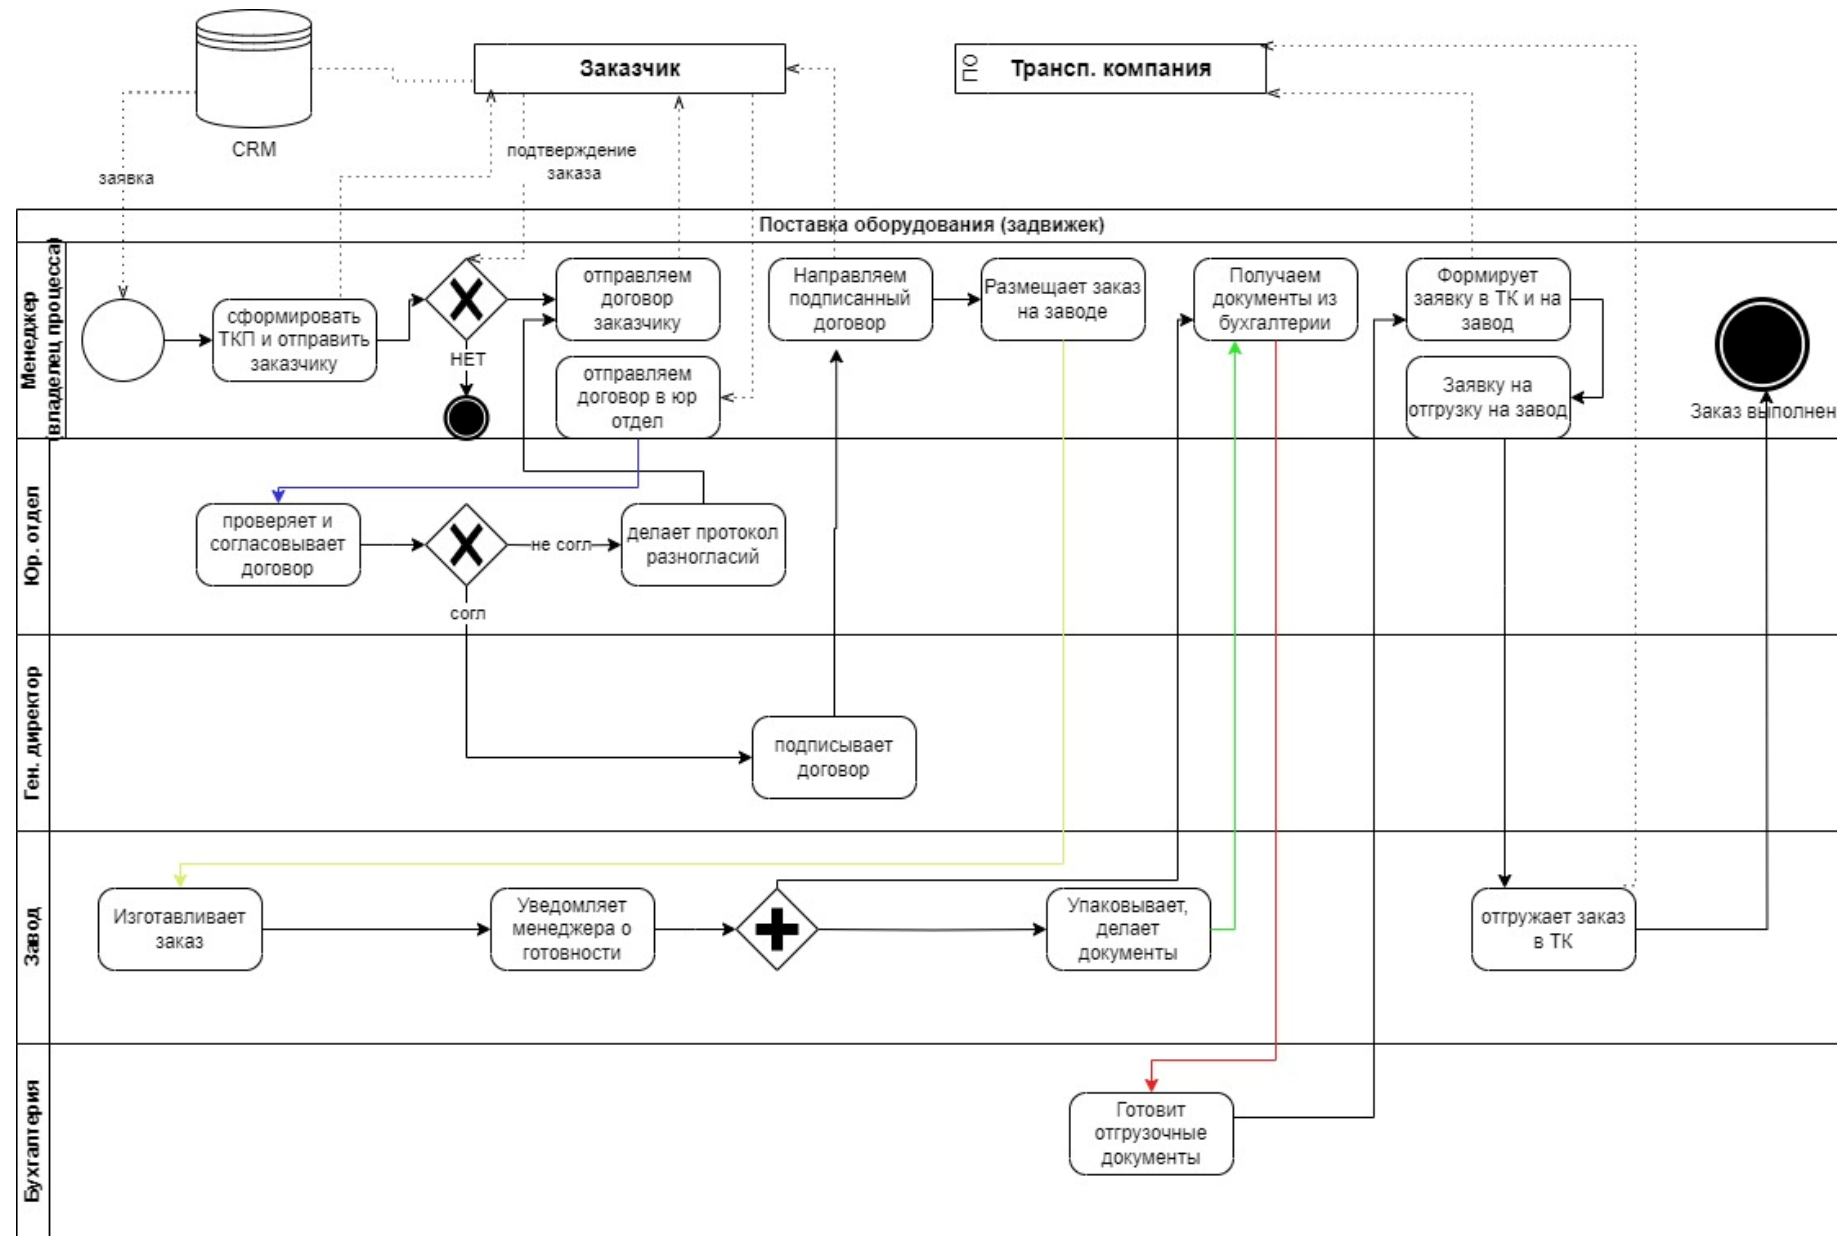 Заказчик
ПО
Трансп. компания
CRM
заявка
подтверждение
заказа
Поставка оборудования (задвижек)
Менеджер
(владелец процесса)
сформировать
ТКП и отправить
заказчику
НЕТ
отправляем
договор
заказчику
отправляем
договор в юр
отдел
Направляем
подписанный
договор
Размещает заказ
на заводе
Получаем
документы из
бухгалтерии
Формирует
заявку в ТК и на
завод
Заявку на
отгрузку на завод
Заказ выполнен
Юр. отдел
проверяет и
согласовывает
договор
не согл
делает протокол
разногласий
согл
Ген. директор
подписывает
договор
Завод
Изготавливает
заказ
Уведомляет
менеджера о
готовности
Упаковывает,
делает
документы
отгружает заказ
в ТК
Бухгалтерия
Готовит
отгрузочные
документы